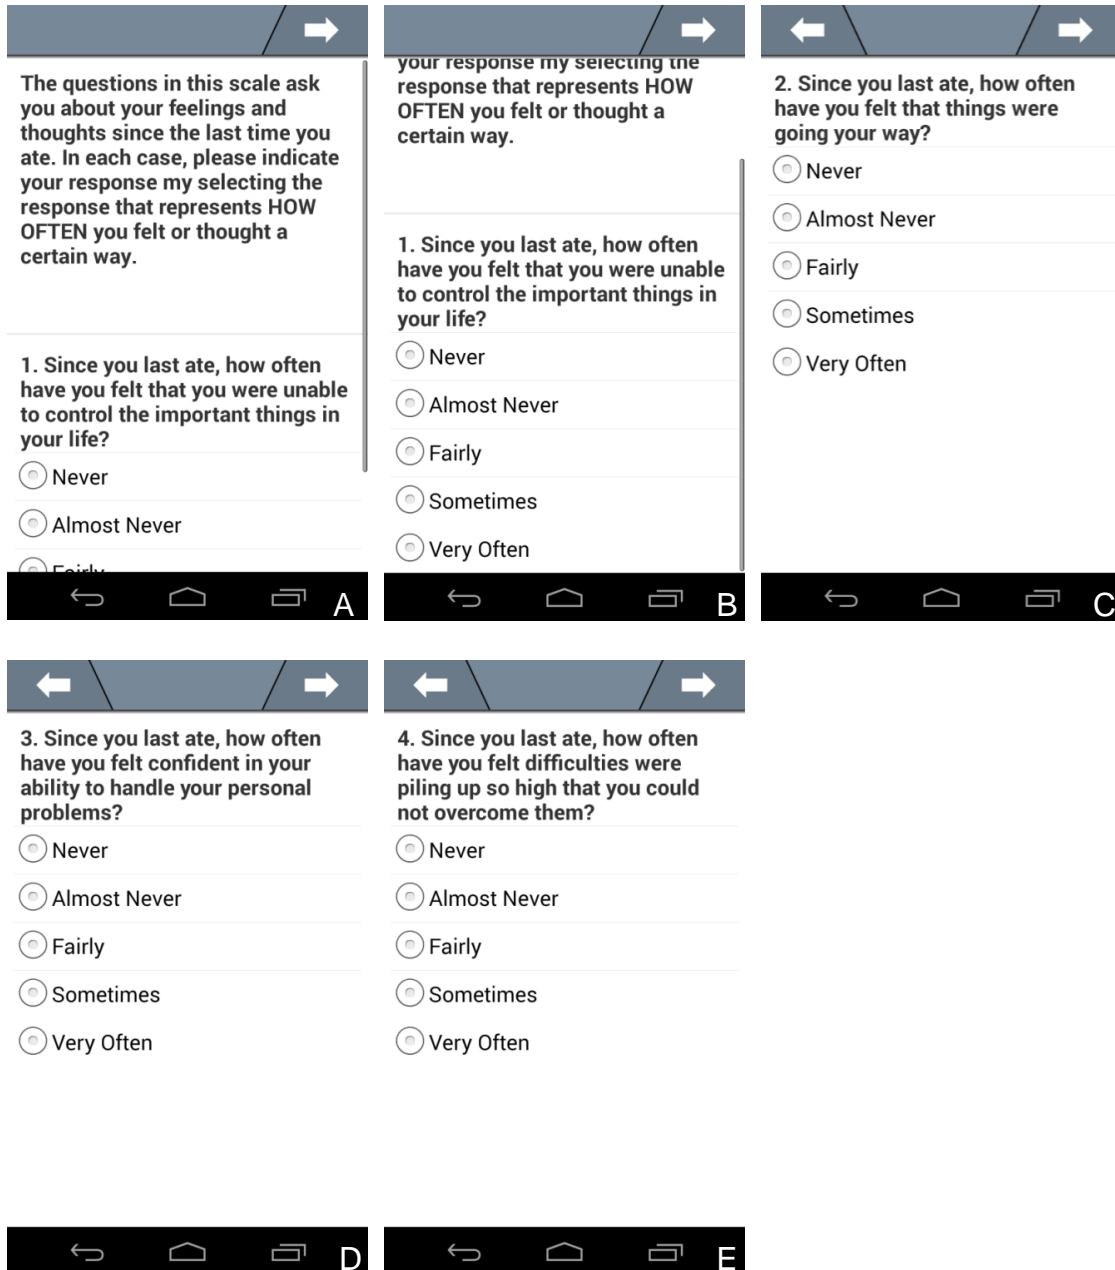 The questions in this scale ask
you about your feelings and
thoughts since the last time you
ate. In each case, please indicate
your response my selecting the
response that represents HOW
OFTEN you felt or thought a
certain way.
1. Since you last ate, how often
have you felt that you were unable
to control the important things in
your life?
Never
Almost Never
Fairly
A
your response my selecting the
response that represents HOW
OFTEN you felt or thought a
certain way.
1. Since you last ate, how often
have you felt that you were unable
to control the important things in
your life?
Never
Almost Never
Fairly
Sometimes
Very Often
B
2. Since you last ate, how often
have you felt that things were
going your way?
Never
Almost Never
Fairly
Sometimes
Very Often
C
3. Since you last ate, how often
have you felt confident in your
ability to handle your personal
problems?
Never
Almost Never
Fairly
Sometimes
Very Often
D
4. Since you last ate, how often
have you felt difficulties were
piling up so high that you could
not overcome them?
Never
Almost Never
Fairly
Sometimes
Very Often
E